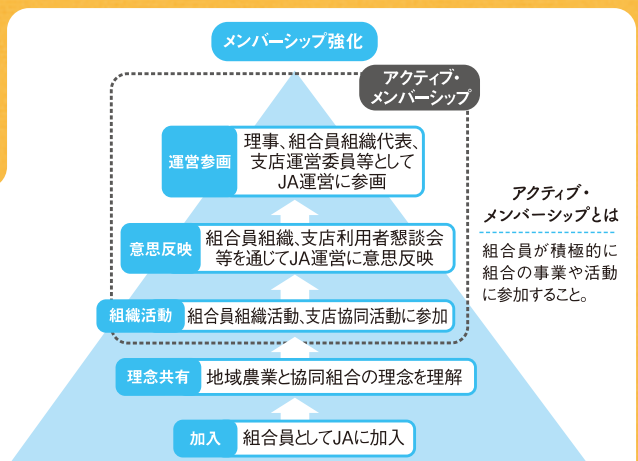 メンバーシップ強化
アクティブ・
メンバーシップ
運営参画
理事、組合員組織代表、
支店運営委員等として
JA運営に参画
意思反映
組合員組織、支店利用者懇談会
等を通じてJA運営に意思反映
組織活動
組合員組織活動、支店協同活動に参加
理念共有
地域農業と協同組合の理念を理解
加入
組合員としてJAに加入
アクティブ・
メンバーシップとは
組合員が積極的に
組合の事業や活動
に参加すること。